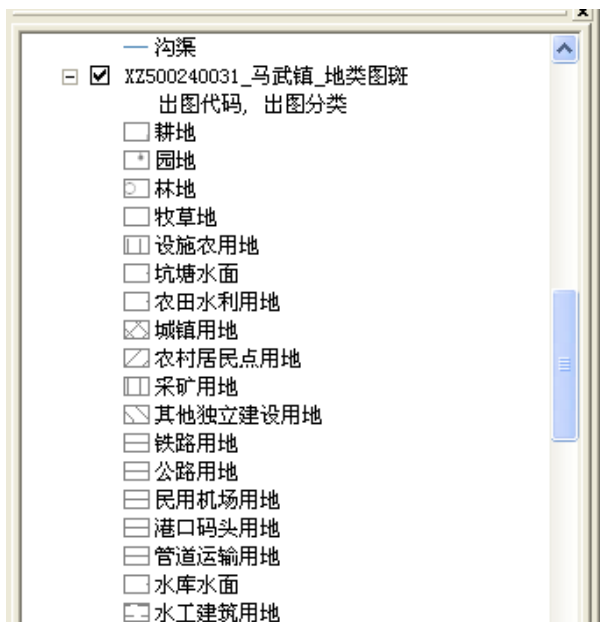 沟渠
XZ500240031_马武镇_地类图斑
出图代码, 出图分类
耕地
园地
林地
牧草地
设施农用地
坑塘水面
农田水利用地
城镇用地
农村居民点用地
采矿用地
其他独立建设用地
铁路用地
公路用地
民用机场用地
港口码头用地
管道运输用地
水库水面
水工建筑用地